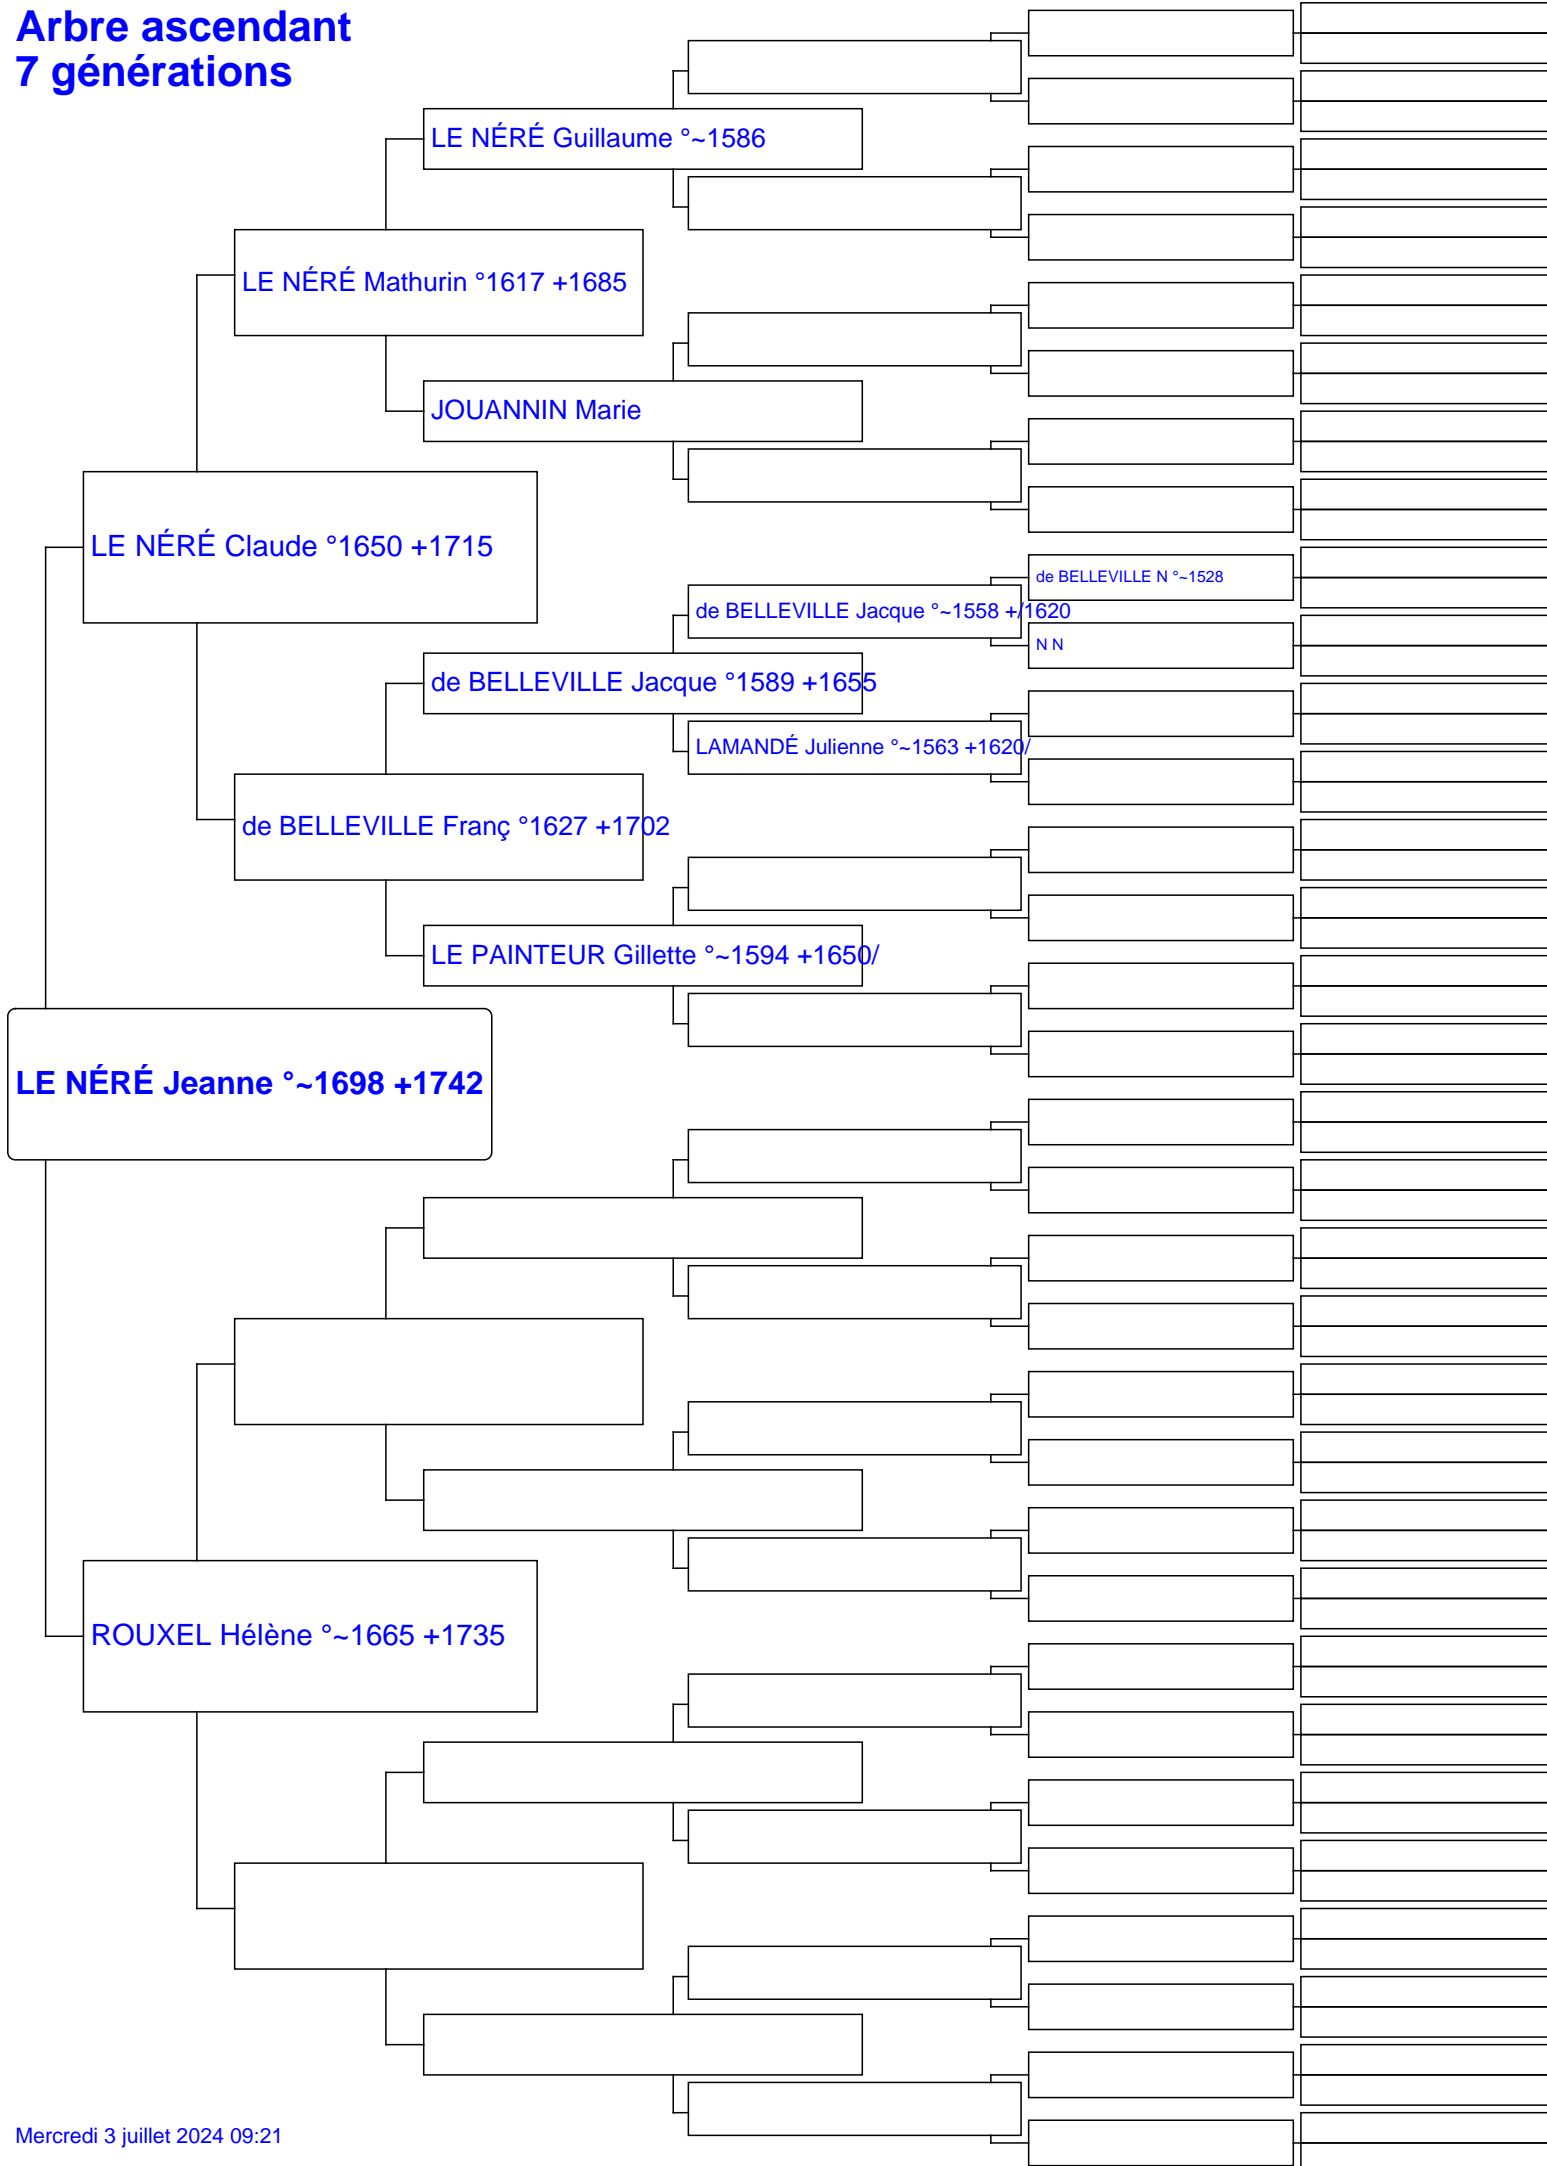 Arbre ascendant
7 générations
LE NÉRÉ Guillaume °~1586
LE NÉRÉ Mathurin °1617 +1685
JOUANNIN Marie
LE NÉRÉ Claude °1650 +1715
de BELLEVILLE N °~1528
de BELLEVILLE Jacque °~1558 +/1620
N N
de BELLEVILLE Jacque °1589 +1655
LAMANDÉ Julienne °~1563 +1620/
de BELLEVILLE Franç °1627 +1702
LE PAINTEUR Gillette °~1594 +1650/
LE NÉRÉ Jeanne °~1698 +1742
ROUXEL Hélène °~1665 +1735
Mercredi 3 juillet 2024 09:21